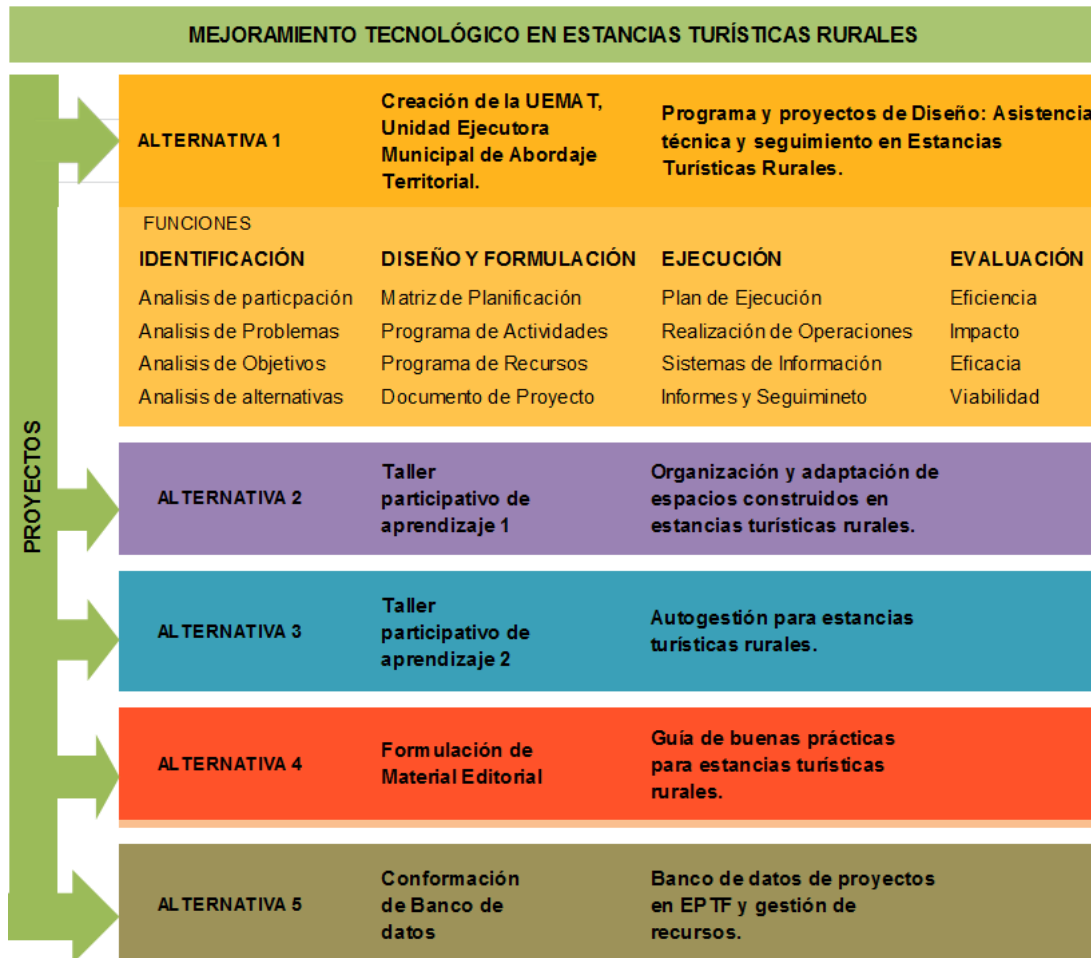 MEJORAMIENTO TECNOLÓGICO EN ESTANCIAS TURÍSTICAS RURALES
PROYECTOS
ALTERNATIVA 1
Creación de la UEMAT,
Unidad Ejecutora
Municipal de Abordaje
Territorial.
Programa y proyectos de Diseño: Asistencia
técnica y seguimiento en Estancias
Turísticas Rurales.
FUNCIONES
IDENTIFICACIÓN
Analisis de particpación
Analisis de Problemas
Analisis de Objetivos
Analisis de alternativas
DISEÑO Y FORMULACIÓN
Matriz de Planificación
Programa de Actividades
Programa de Recursos
Documento de Proyecto
EJECUCIÓN
Plan de Ejecución
Realización de Operaciones
Sistemas de Información
Informes y Seguimineto
EVALUACIÓN
Eficiencia
Impacto
Eficacia
Viabilidad
ALTERNATIVA 2
Taller
participativo de
aprendizaje 1
Organización y adaptación de
espacios construidos en
estancias turísticas rurales.
ALTERNATIVA 3
Taller
participativo de
aprendizaje 2
Autogestión para estancias
turísticas rurales.
ALTERNATIVA 4
Formulación de
Material Editorial
Guía de buenas prácticas
para estancias turísticas
rurales.
ALTERNATIVA 5
Conformación
de Banco de
datos
Banco de datos de proyectos
en EPTF y gestión de
recursos.